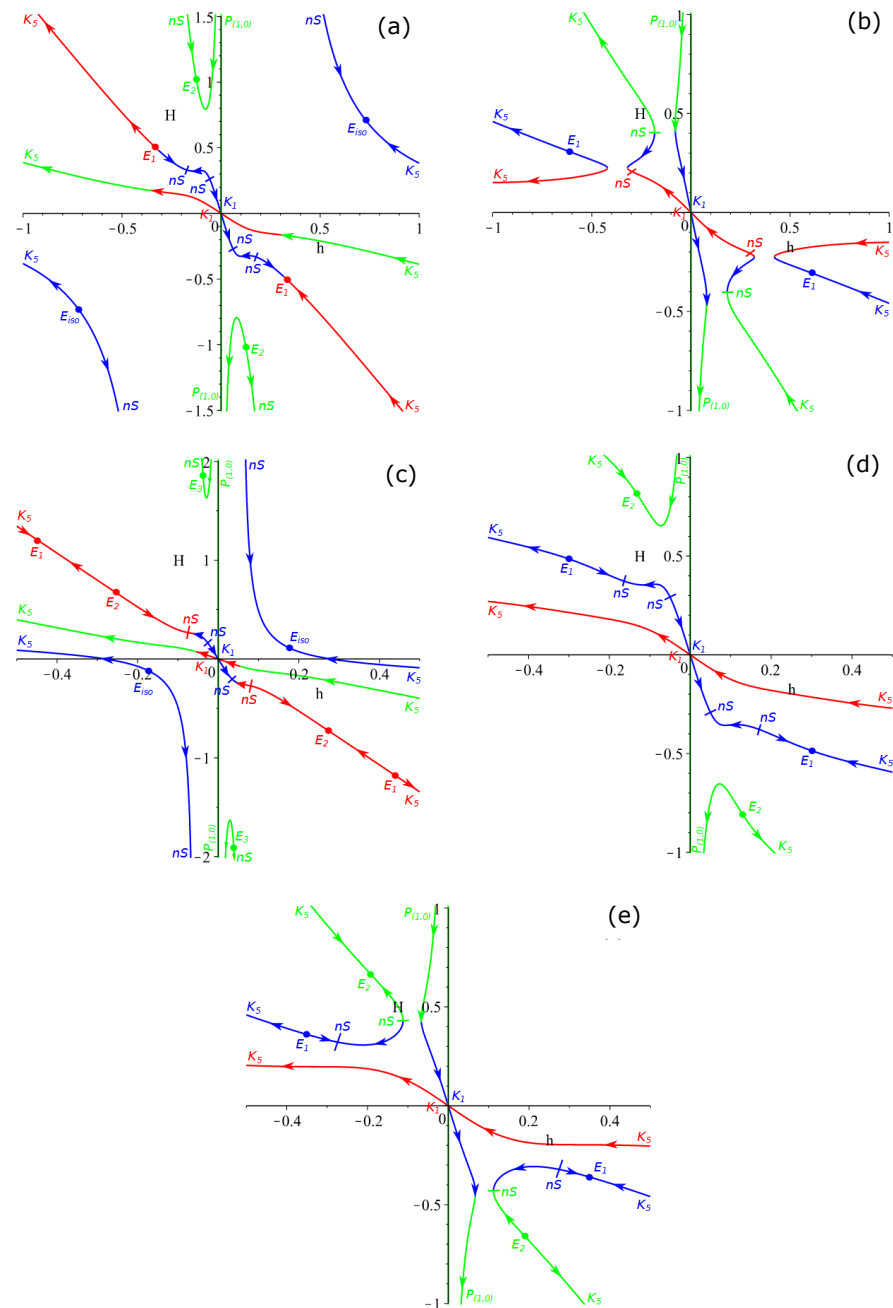 (a)
K5 nS 1.5 P(1,0) nS
E2 1
H
Eiso
0.5
E1 K5
K5 nS nS K1
-1 -0.5 K1 0 0.5 1
nS h
K5 nS K5
-0.5 E1
Eiso -1 E2
P(1,0) K5
nS -1.5 nS
(b)
K5 1 P(1,0)
H 0.5
K5 E1 nS
K5 nS K1
-1 -0.5 K1 0 0.5 1
nS h K5
E1
nS K5
-0.5
P(1,0) K5
-1
(c)
nS 2 nS
E3 P(1,0)
K5
E1 H 1
E2
K5 nS
K5 nS K1 Eiso
-0.4 -0.2 K1 0 0.2 0.4
Eiso nS nS h K5
K5
-1 E2
E1 K5
P(1,0) E3
nS -2 nS
(d)
K5 1 P(1,0)
E2
K5 H 0.5
E1 nS
K5 nS K1
-0.4 -0.2 K1 0 0.2 0.4
h K5
nS nS
-0.5 E1
K5
E2
P(1,0) K5
-1
(e)
K5 1 P(1,0)
E2
K5 H 0.5
nS nS
E1
K5 K1
-0.4 -0.2 K1 0 0.2 0.4
h K5
E1
nS
-0.5 nS K5
E2
P(1,0) K5
-1